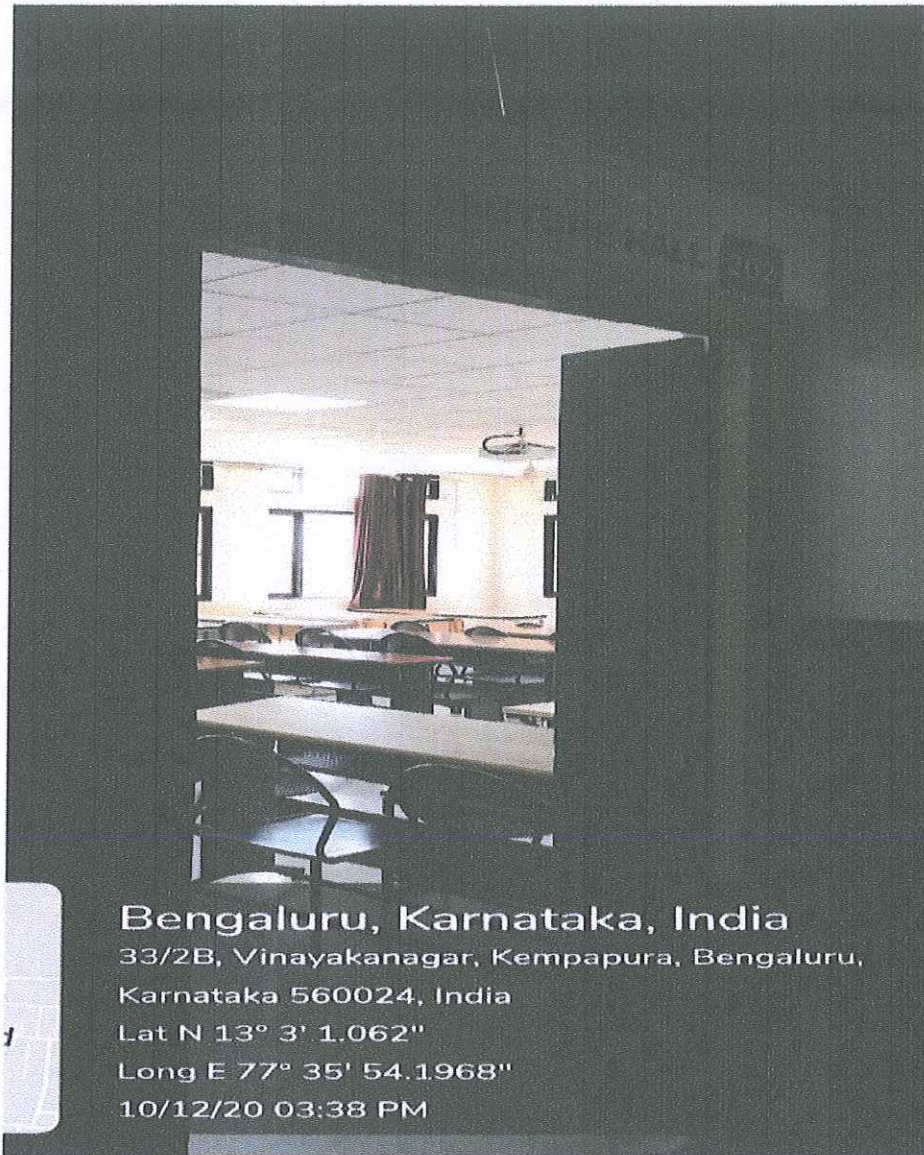 202
Bengaluru, Karnataka, India
33/2B, Vinayakanagar, Kempapura, Bengaluru,
Karnataka 560024, India
d
Lat N 13° 3' 1.062"
Long E 77° 35' 54.1968"
10/12/20 03:38 PM